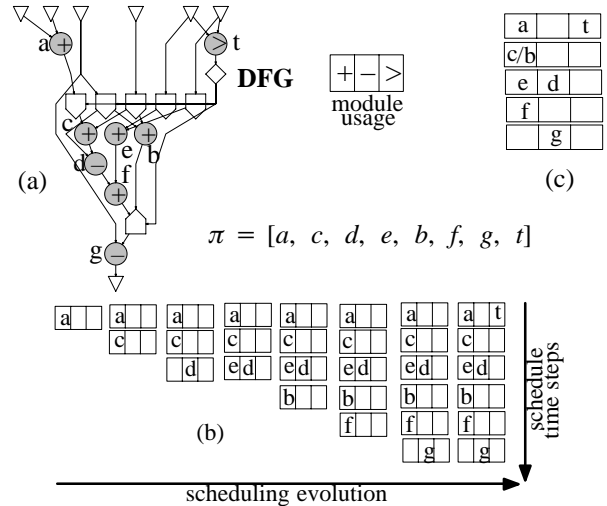 a + > t
DFG
+ − >
module
usage
a t
c/b
e d
f
g
(c)
c + + + b
e
d − f
+
(a)
g −
π = [a, c, d, e, b, f, g, t]
a a a a a a a a t
c c c c c c c
d e d e d e d e d e d
b b b b
f f f
g g
(b)
schedule
time steps
scheduling evolution